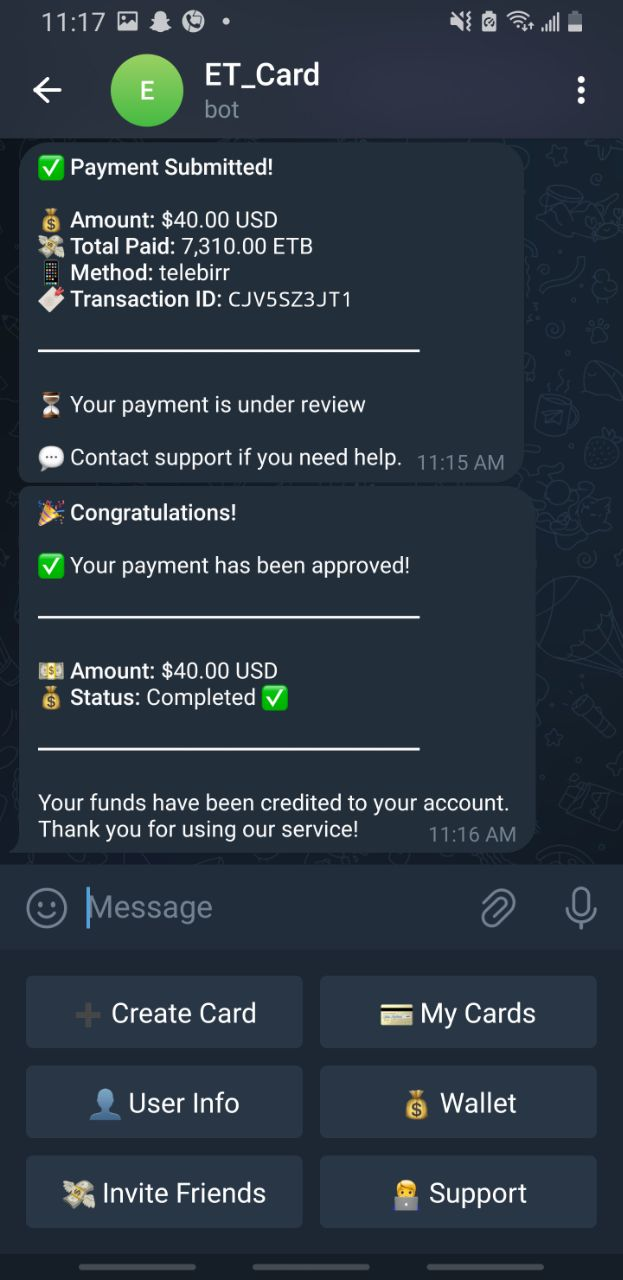 11:17
E
ET_Card
bot
✅ Payment Submitted!
💰 Amount: $40.00 USD
💸 Total Paid: 7,310.00 ETB
📱 Method: telebirr
🔖 Transaction ID: CJV5SZ3JT1
⏳ Your payment is under review
💬 Contact support if you need help. 11:15 AM
🎉 Congratulations!
✅ Your payment has been approved!
💵 Amount: $40.00 USD
💰 Status: Completed ✅
Your funds have been credited to your account.
Thank you for using our service! 11:16 AM
Message
➕ Create Card
💳 My Cards
👤 User Info
💰 Wallet
💸 Invite Friends
🧑‍💻 Support